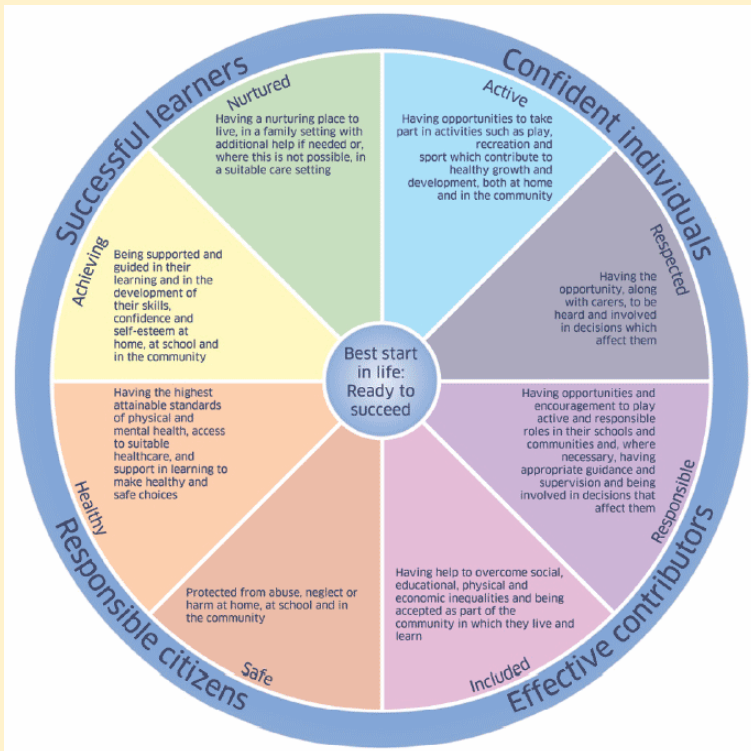 Successful learners
Confident individuals
Nurtured
Having a nurturing place to
live, in a family setting with
additional help if needed or,
where this is not possible, in
a suitable care setting
Active
Having opportunities to take
part in activities such as play,
recreation and
sport which contribute to
healthy growth and
development, both at home
and in the community
Achieving
Being supported and
guided in their
learning and in the
development of
their skills,
confidence and
self-esteem at
home, at school and
in the community
Respected
Having the
opportunity, along
with carers, to be
heard and involved
in decisions which
affect them
Best start
in life:
Ready to
succeed
Healthy
Having the highest
attainable standards
of physical and
mental health, access
to suitable
healthcare, and
support in learning to
make healthy and
safe choices
Responsible
Having opportunities and
encouragement to play
active and responsible
roles in their schools and
communities and, where
necessary, having
appropriate guidance and
supervision and being
involved in decisions that
affect them
Safe
Protected from abuse, neglect or
harm at home, at school and in
the community
Included
Having help to overcome social,
educational, physical and
economic inequalities and being
accepted as part of the
community in which they live and
learn
Responsible citizens
Effective contributors